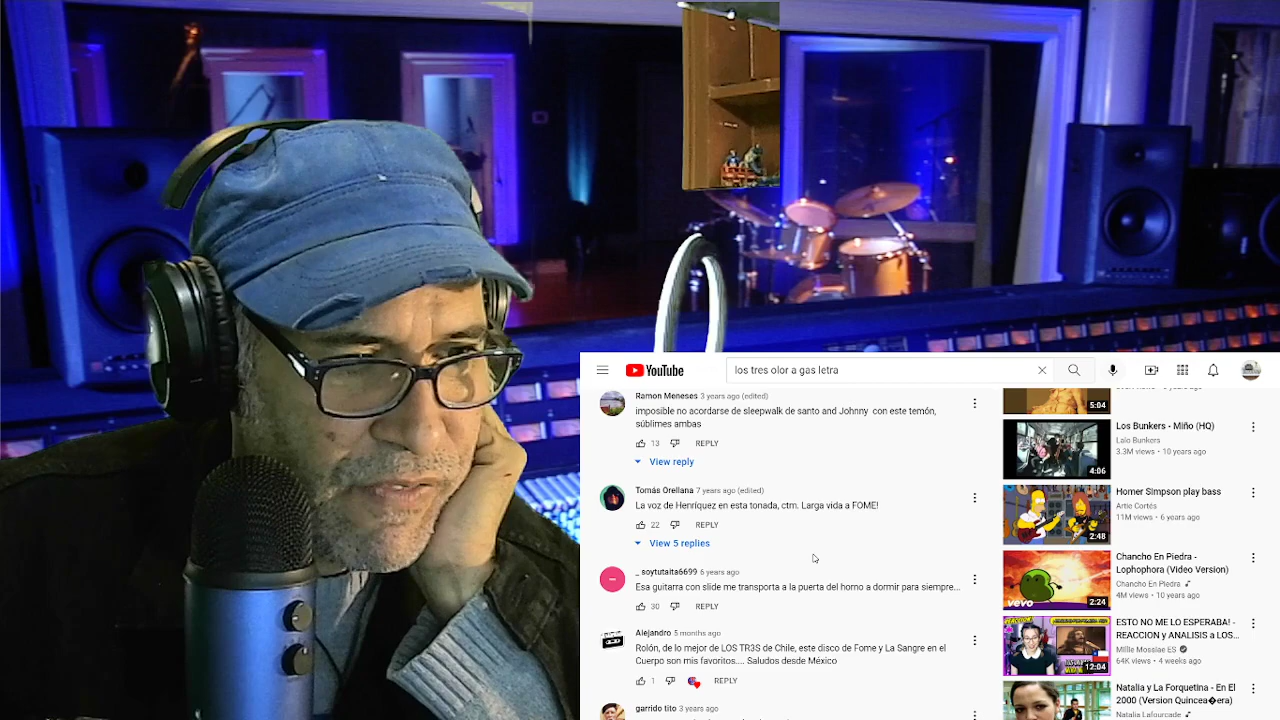 YouTube
los tres olor a gas letra
Ramon Meneses 3 years ago (edited)
imposible no acordarse de sleepwalk de santo and Johnny con este temón,
súblimes ambas
13 REPLY
View reply
Tomás Orellana 7 years ago (edited)
La voz de Henríquez en esta tonada, ctm. Larga vida a FOME!
22 REPLY
View 5 replies
_ soytutaita6699 6 years ago
Esa guitarra con slide me transporta a la puerta del horno a dormir para siempre...
30 REPLY
Alejandro 5 months ago
Rolón, de lo mejor de LOS TR3S de Chile, este disco de Fome y La Sangre en el
Cuerpo son mis favoritos.... Saludos desde México
1 REPLY
garrido tito 3 years ago
5:04
Los Bunkers - Miño (HQ)
Lalo Bunkers
3.3M views • 10 years ago
4:06
Homer Simpson play bass
Artie Cortés
11M views • 6 years ago
2:48
Chancho En Piedra -
Lophophora (Video Version)
Chancho En Piedra
4M views • 10 years ago
vevo
2:24
ESTO NO ME LO ESPERABA! -
REACCION y ANALISIS a LOS...
Millie Mossiae ES
64K views • 4 weeks ago
12:04
Natalia y La Forquetina - En El
2000 (Version Quincea�era)
Natalia Lafourcade